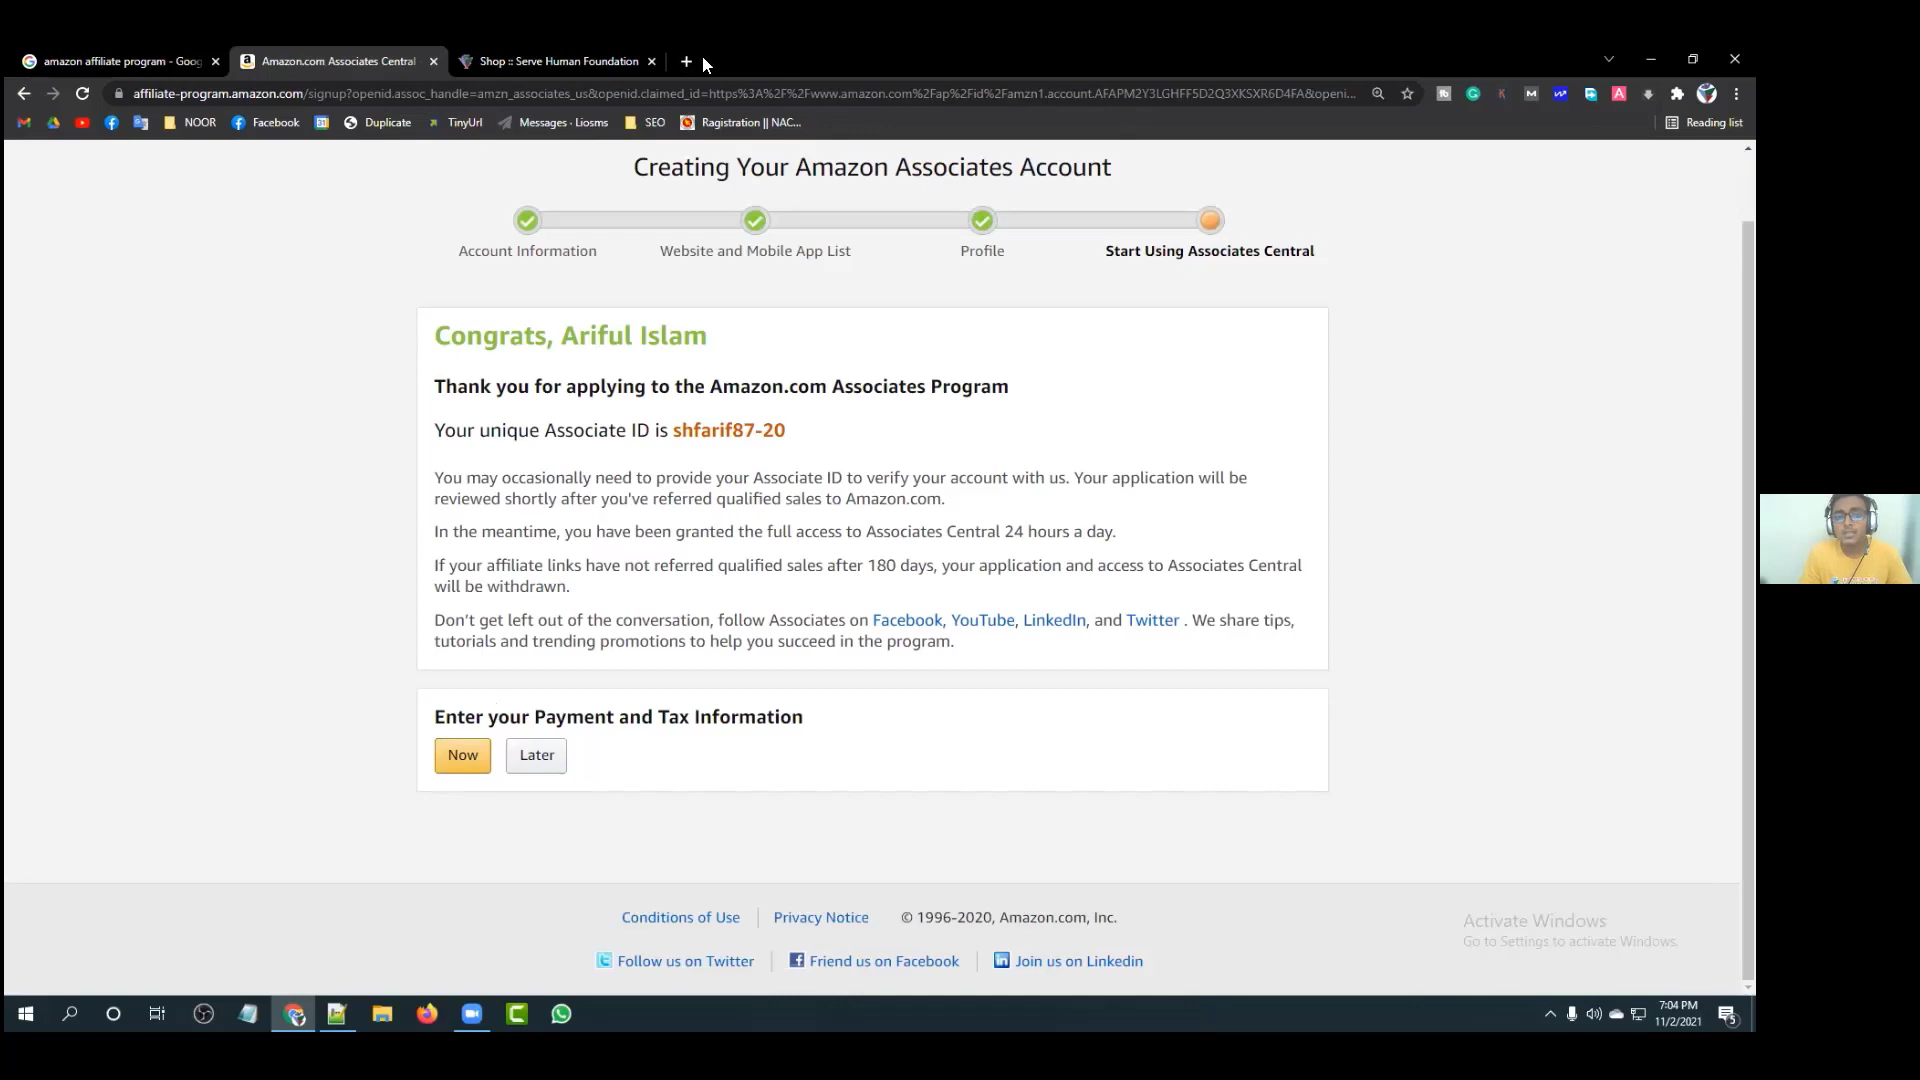 amazon affiliate program - Goog
Amazon.com Associates Central
Shop :: Serve Human Foundation
affiliate-program.amazon.com/signup?openid.assoc_handle=amzn_associates_us&openid.claimed_id=https%3A%2F%2Fwww.amazon.com%2Fap%2Fid%2Famzn1.account.AFAPM2Y3LGHFF5D2Q3XKSXR6D4FA&openi...
NOOR
Facebook
Duplicate
TinyUrl
Messages - Liosms
SEO
Ragistration || NAC...
Reading list
Creating Your Amazon Associates Account
Account Information
Website and Mobile App List
Profile
Start Using Associates Central
Congrats, Ariful Islam
Thank you for applying to the Amazon.com Associates Program
Your unique Associate ID is shfarif87-20
You may occasionally need to provide your Associate ID to verify your account with us. Your application will be
reviewed shortly after you've referred qualified sales to Amazon.com.
In the meantime, you have been granted the full access to Associates Central 24 hours a day.
If your affiliate links have not referred qualified sales after 180 days, your application and access to Associates Central
will be withdrawn.
Don't get left out of the conversation, follow Associates on Facebook, YouTube, LinkedIn, and Twitter . We share tips,
tutorials and trending promotions to help you succeed in the program.
Enter your Payment and Tax Information
Now
Later
Conditions of Use
Privacy Notice
© 1996-2020, Amazon.com, Inc.
Follow us on Twitter
Friend us on Facebook
Join us on Linkedin
Activate Windows
Go to Settings to activate Windows.
7:04 PM
11/2/2021
5